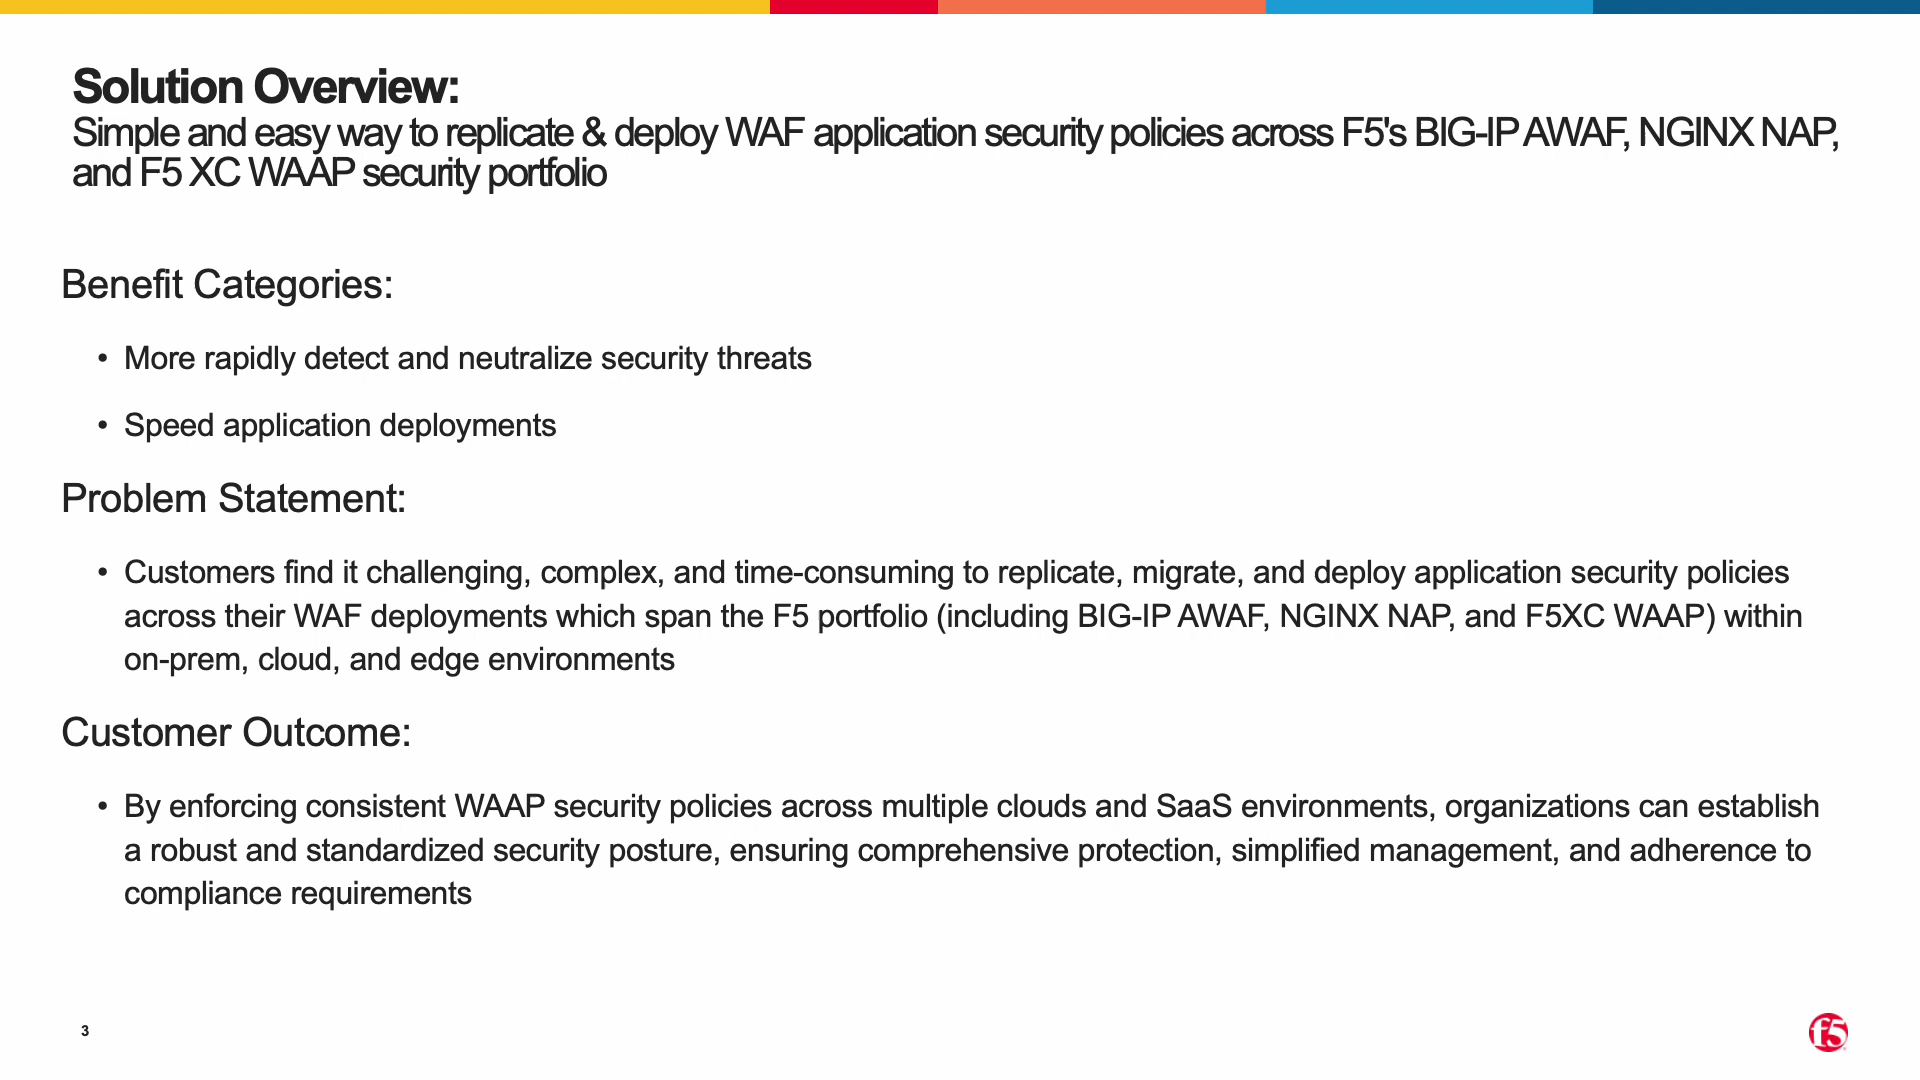 Solution Overview:
Simple and easy way to replicate & deploy WAF application security policies across F5's BIG-IP AWAF, NGINX NAP,
and F5 XC WAAP security portfolio
Benefit Categories:
• More rapidly detect and neutralize security threats
• Speed application deployments
Problem Statement:
• Customers find it challenging, complex, and time-consuming to replicate, migrate, and deploy application security policies
across their WAF deployments which span the F5 portfolio (including BIG-IP AWAF, NGINX NAP, and F5XC WAAP) within
on-prem, cloud, and edge environments
Customer Outcome:
• By enforcing consistent WAAP security policies across multiple clouds and SaaS environments, organizations can establish
a robust and standardized security posture, ensuring comprehensive protection, simplified management, and adherence to
compliance requirements
3
f5